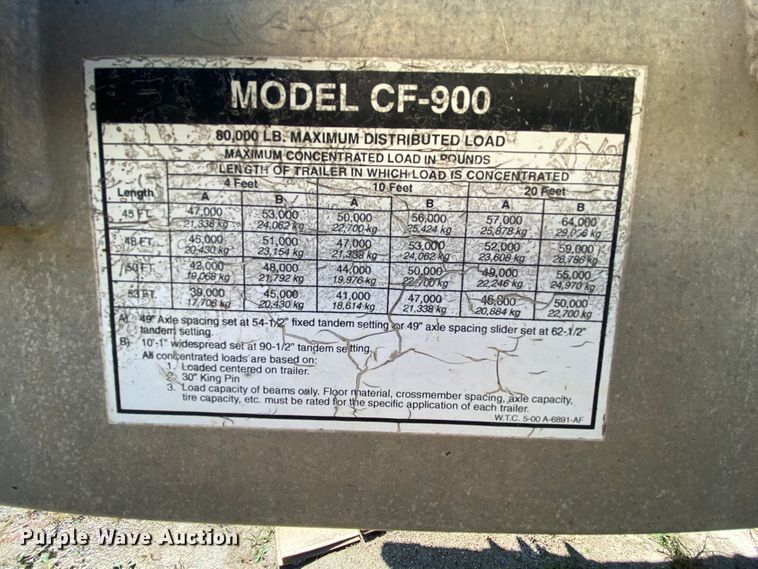 MODEL CF-900
80,000 LB. MAXIMUM DISTRIBUTED LOAD
MAXIMUM CONCENTRATED LOAD IN POUNDS
LENGTH OF TRAILER IN WHICH LOAD IS CONCENTRATED
Length 4 Feet 10 Feet 20 Feet
A B A B A B
45 FT. 47,000 53,000 50,000 56,000 57,000 64,000
21,338 kg 24,062 kg 22,700 kg 25,424 kg 25,878 kg 29,056 kg
48 FT. 45,000 51,000 47,000 53,000 52,000 59,000
20,430 kg 23,154 kg 21,338 kg 24,062 kg 23,608 kg 26,786 kg
50 FT. 42,000 48,000 44,000 50,000 49,000 55,000
19,068 kg 21,792 kg 19,976 kg 22,700 kg 22,246 kg 24,970 kg
53 FT. 39,000 45,000 41,000 47,000 46,000 50,000
17,706 kg 20,430 kg 18,614 kg 21,338 kg 20,884 kg 22,700 kg
A) 49" Axle spacing set at 54-1/2" fixed tandem setting or 49" axle spacing slider set at 62-1/2"
tandem setting.
B) 10'-1" widespread set at 90-1/2" tandem setting.
All concentrated loads are based on:
1. Loaded centered on trailer.
2. 30" King Pin
3. Load capacity of beams only. Floor material, crossmember spacing, axle capacity,
tire capacity, etc. must be rated for the specific application of each trailer.
W.T.C. 5-00 A-6891-AF
Purple Wave Auction